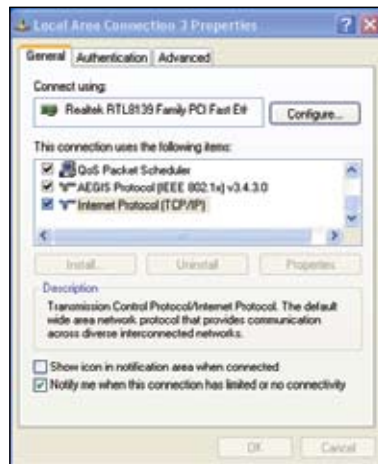 Local Area Connection 3 Properties
General Authentication Advanced
Connect using:
Realtek RTL8139 Family PCI Fast Eth
Configure...
This connection uses the following items:
QoS Packet Scheduler
AEGIS Protocol (IEEE 802.1x) v3.4.3.0
Internet Protocol (TCP/IP)
Install...
Uninstall
Properties
Description
Transmission Control Protocol/Internet Protocol. The default
wide area network protocol that provides communication
across diverse interconnected networks.
Show icon in notification area when connected
Notify me when this connection has limited or no connectivity
OK
Cancel